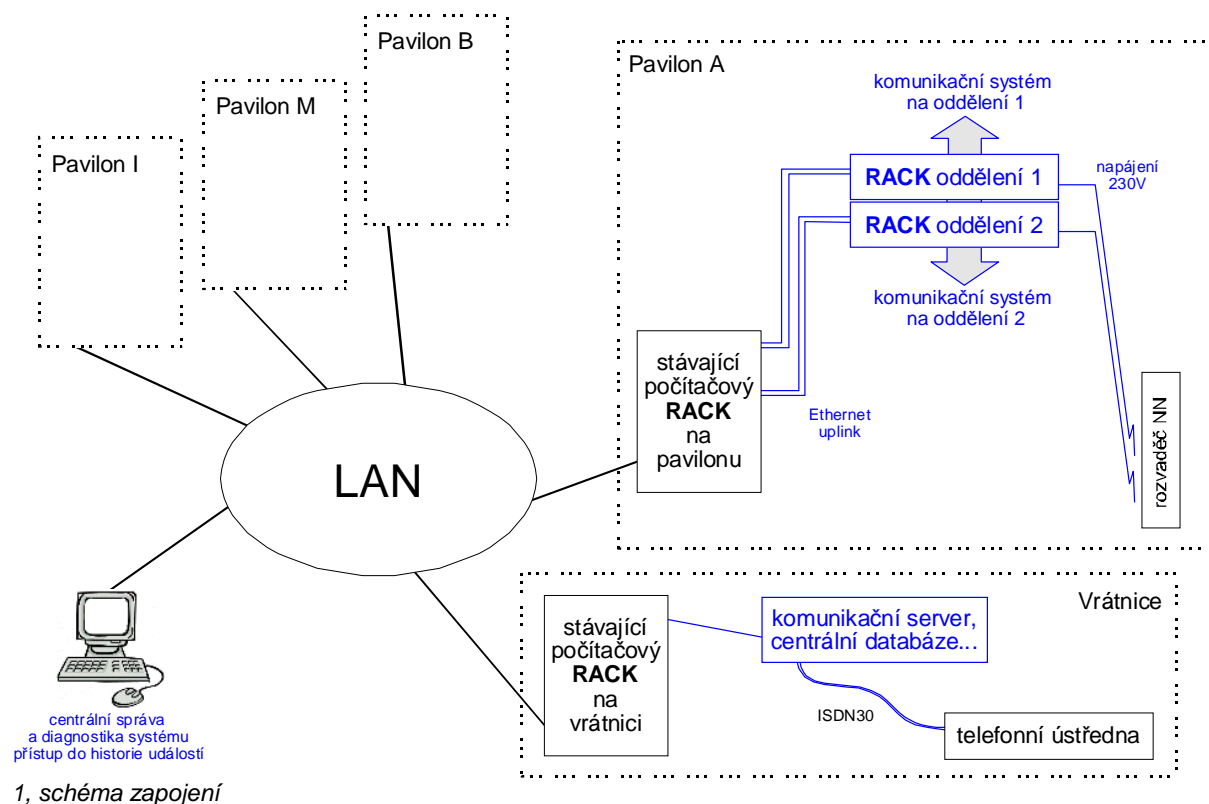 Pavilon B
Pavilon M
Pavilon I
Pavilon A
komunikační systém
na oddělení 1
RACK oddělení 1
napájení
230V
RACK oddělení 2
komunikační systém
na oddělení 2
stávající
počítačový
RACK
na
pavilonu
Ethernet
uplink
rozvaděč NN
LAN
Vrátnice
stávající
počítačový
RACK
na
vrátnici
komunikační server,
centrální databáze...
ISDN30
telefonní ústředna
centrální správa
a diagnostika systému
přístup do historie událostí
1, schéma zapojení